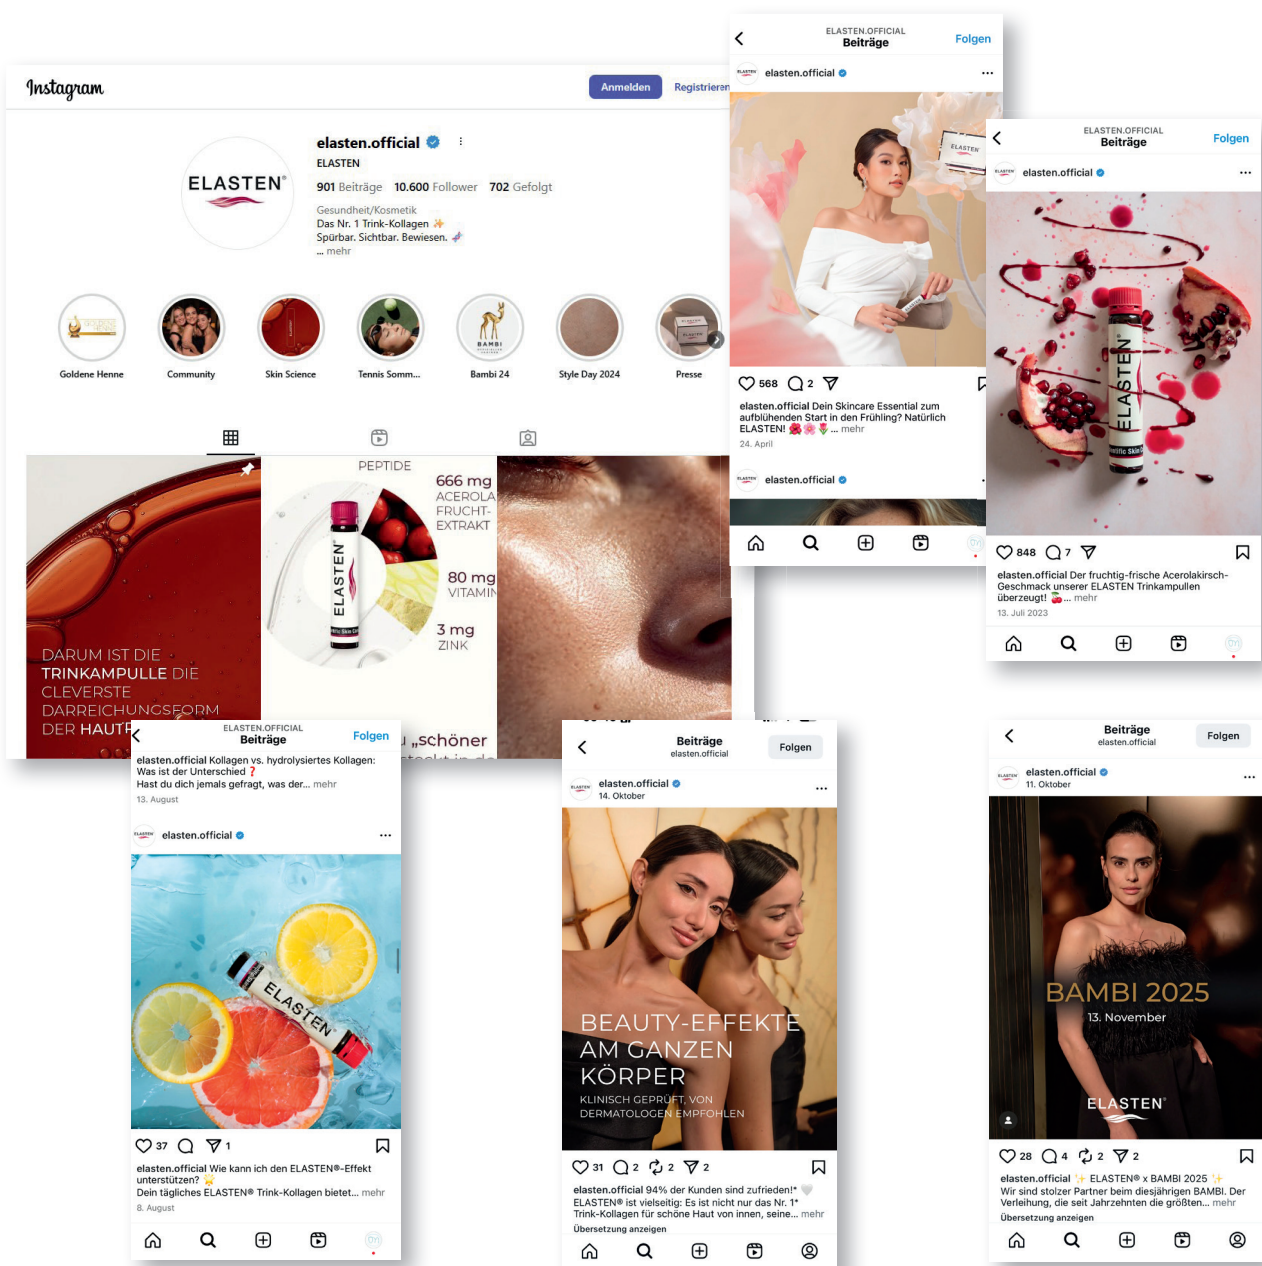 Instagram
Anmelden
Registrieren
elasten.official
ELASTEN
901 Beiträge 10.600 Follower 702 Gefolgt
Gesundheit/Kosmetik
Das Nr. 1 Trink-Kollagen
Spürbar. Sichtbar. Bewiesen.
... mehr
ELASTEN®
Goldene Henne
Community
Skin Science
Tennis Somm...
BAMBI
Bambi 24
Style Day 2024
Presse
DARUM IST DIE
TRINKAMPULLE DIE
CLEVERSTE
DARREICHUNGSFORM
DER
PEPTIDE
666 mg
ACEROLA
FRUCHT-
EXTRAKT
80 mg
VITAMIN
3 mg
ZINK
ELASTEN®
„schöner
ELASTEN.OFFICIAL
Beiträge
Folgen
elasten.official
ELASTEN
568 2
elasten.official Dein Skincare Essential zum
aufblühenden Start in den Frühling? Natürlich
ELASTEN! ... mehr
24. April
elasten.official
ELASTEN.OFFICIAL
Beiträge
Folgen
elasten.official
ELASTEN®
848 7
elasten.official Der fruchtig-frische Acerolakirsch-
Geschmack unserer ELASTEN Trinkampullen
überzeugt! ... mehr
13. Juli 2023
ELASTEN.OFFICIAL
Beiträge
Folgen
elasten.official Kollagen vs. hydrolysiertes Kollagen:
Was ist der Unterschied ?
Hast du dich jemals gefragt, was der... mehr
13. August
elasten.official
ELASTEN®
37 1
elasten.official Wie kann ich den ELASTEN®-Effekt
unterstützen?
Dein tägliches ELASTEN® Trink-Kollagen bietet... mehr
8. August
Beiträge
elasten.official
Folgen
elasten.official
14. Oktober
BEAUTY-EFFEKTE
AM GANZEN
KÖRPER
KLINISCH GEPRÜFT, VON
DERMATOLOGEN EMPFOHLEN
31 2 2 2
elasten.official 94% der Kunden sind zufrieden!*
ELASTEN® ist vielseitig: Es ist nicht nur das Nr. 1*
Trink-Kollagen für schöne Haut von innen, seine... mehr
Übersetzung anzeigen
Beiträge
elasten.official
Folgen
elasten.official
11. Oktober
BAMBI 2025
13. November
ELASTEN®
28 4 2 2
elasten.official ELASTEN® x BAMBI 2025
Wir sind stolzer Partner beim diesjährigen BAMBI. Der
Verleihung, die seit Jahrzehnten die größten... mehr
Übersetzung anzeigen